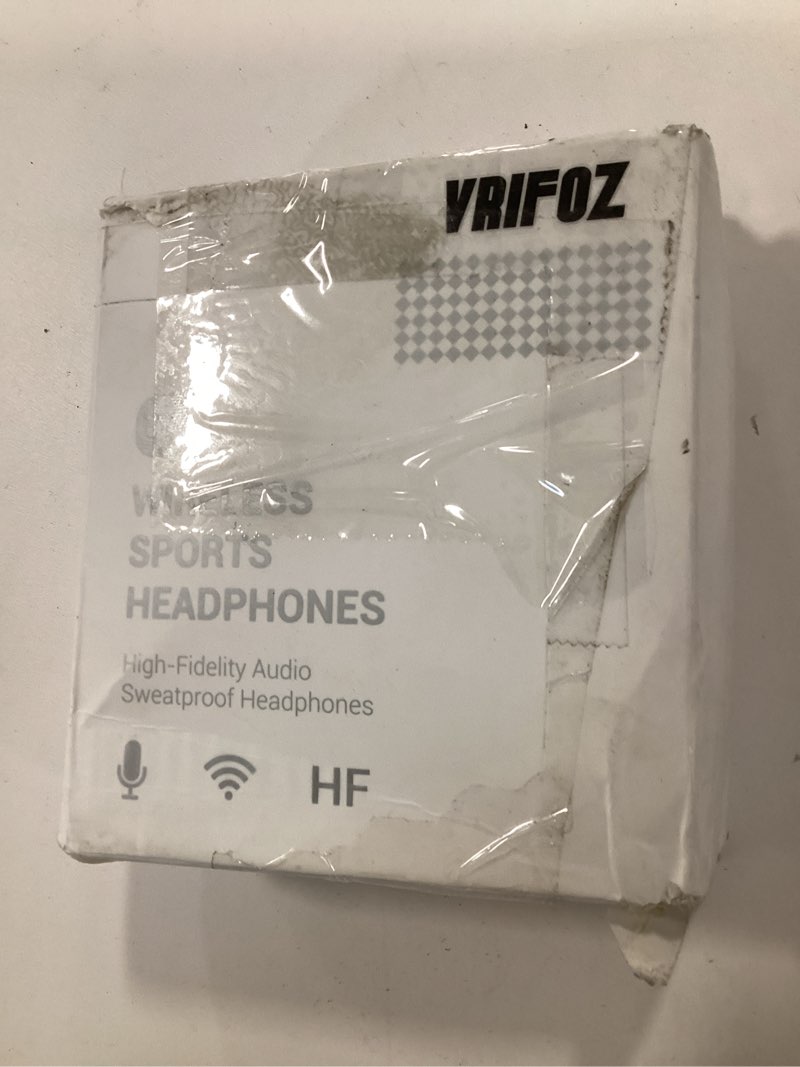 VRIFOZ
WIRELESS
SPORTS
HEADPHONES
High-Fidelity Audio
Sweatproof Headphones
HF